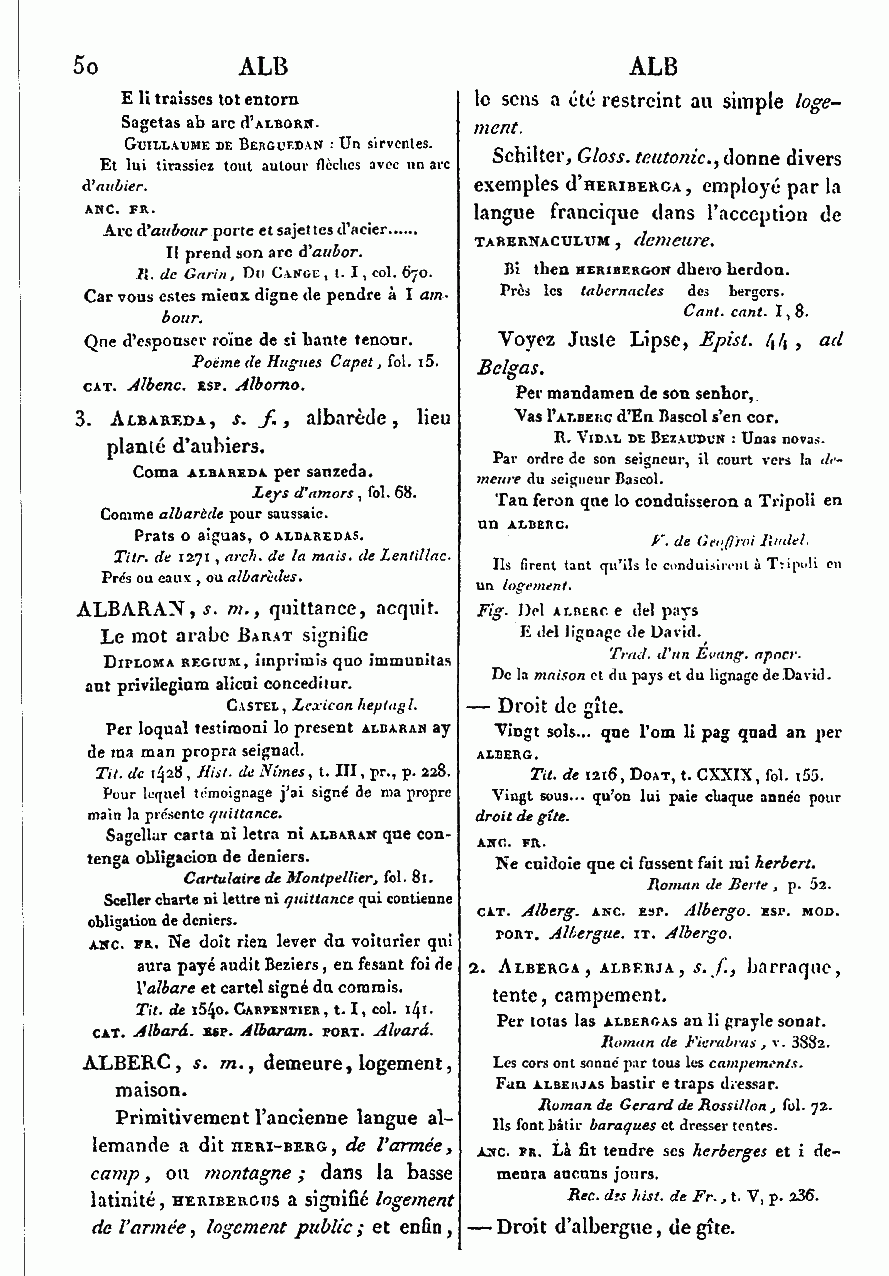 50 ALB ALB
E li traisses tot entorn
Sagetas ab arc d'ALBORN.
GUILLAUME DE BERGUEDAN : Un sirventes.
Et lui tirassiez tout autour flèches avec un arc
d'aubier.
ANC. FR.
Arc d'aubour porte et sajettes d'acier......
Il prend son arc d'aubor.
R. de Garin, DU CANGE, t. I, col. 670.
Car vous estes mieux digne de pendre à I am-
bour.
Que d'espouser roïne de si haute tenour.
Poëme de Hugues Capet, fol. 15.
CAT. Albenc. ESP. Alborno.
3. ALBAREDA, s. f., albarède, lieu
planté d'aubiers.
Coma ALBAREDA per sauzeda.
Leys d'amors, fol. 68.
Comme albarède pour saussaie.
Prats o aiguas, o ALBAREDAS.
Titr. de 1271, arch. de la mais. de Lentillac.
Prés ou eaux, ou albarèdes.
ALBARAN, s. m., quittance, acquit.
Le mot arabe BARAT signifie
DIPLOMA REGIUM, imprimis quo immunitas
aut privilegium alicui conceditur.
CASTEL, Lexicon heptagl.
Per loqual testimoni lo present ALBARAN ay
de ma man propra seignad.
Tit. de 1428, Hist. de Nîmes, t. III, pr., p. 228.
Pour lequel témoignage j'ai signé de ma propre
main la présente quittance.
Sagellar carta ni letra ni ALBARAN que con-
tenga obligacion de deniers.
Cartulaire de Montpellier, fol. 81.
Sceller charte ni lettre ni quittance qui contienne
obligation de deniers.
ANC. FR. Ne doit rien lever du voiturier qui
aura payé audit Beziers, en fesant foi de
l'albare et cartel signé du commis.
Tit. de 1540. CARPENTIER, t. I, col. 141.
CAT. Albará. ESP. Albaram. PORT. Alvará.
ALBERC, s. m., demeure, logement,
maison.
Primitivement l'ancienne langue al-
lemande a dit HERI-BERG, de l'armée,
camp, ou montagne; dans la basse
latinité, HERIBERGUS a signifié logement
de l'armée, logement public; et enfin,
le sens a été restreint au simple loge-
ment.
Schilter, Gloss. teutonic., donne divers
exemples d'HERIBERGA, employé par la
langue francique dans l'acception de
TABERNACULUM, demeure.
Bi then HERIBERGON dhero herdon.
Près les tabernacles des bergers.
Cant. cant. I, 8.
Voyez Juste Lipse, Epist. 44, ad
Belgas.
Per mandamen de son senhor,
Vas l'ALBERC d'En Bascol s'en cor.
R. VIDAL DE BEZAUDUN : Unas novas.
Par ordre de son seigneur, il court vers la de-
meure du seigneur Bascol.
Tan feron que lo conduisseron a Tripoli en
un ALBERC.
V. de Geoffroi Rudel.
Ils firent tant qu'ils le conduisirent à Tripoli en
un logement.
Fig. Del ALBERC e del pays
E del lignage de David.
Trad. d'un Évang. apocr.
De la maison et du pays et du lignage de David.
— Droit de gîte.
Vingt sols... que l'om li pag quad an per
ALBERG.
Tit. de 1216, DOAT, t. CXXIX, fol. 155.
Vingt sous... qu'on lui paie chaque année pour
droit de gîte.
ANC. FR.
Ne cuidoie que ci fussent fait mi herbert.
Roman de Berte, p. 52.
CAT. Alberg. ANC. ESP. Albergo. ESP. MOD.
PORT. Albergue. IT. Albergo.
2. ALBERGA, ALBERJA, s. f., barraque,
tente, campement.
Per totas las ALBERGAS an li grayle sonat.
Roman de Fierabras, v. 3882.
Les cors ont sonné par tous les campements.
Fan ALBERJAS bastir e traps dressar.
Roman de Gerard de Rossillon, fol. 72.
Ils font bâtir baraques et dresser tentes.
ANC. FR. Là fit tendre ses herberges et i de-
meura aucuns jours.
Rec. des hist. de Fr., t. V, p. 236.
— Droit d'albergue, de gîte.